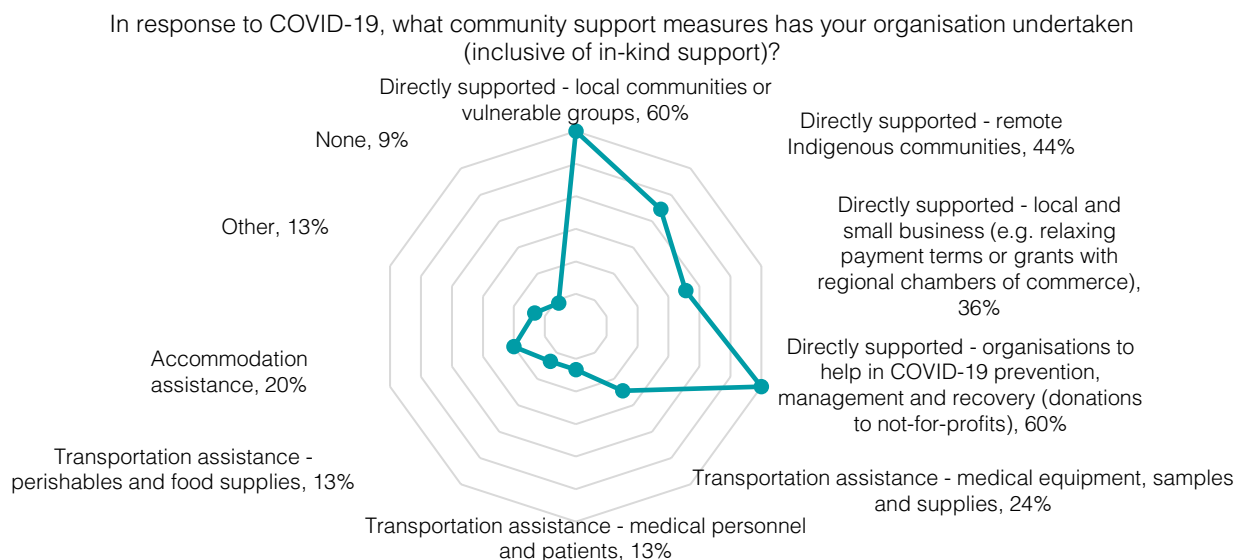 In response to COVID-19, what community support measures has your organisation undertaken
(inclusive of in-kind support)?
Directly supported - local communities or
vulnerable groups, 60%
Directly supported - remote
Indigenous communities, 44%
Directly supported - local and
small business (e.g. relaxing
payment terms or grants with
regional chambers of commerce),
36%
Directly supported - organisations to
help in COVID-19 prevention,
management and recovery (donations
to not-for-profits), 60%
Transportation assistance - medical equipment, samples
and supplies, 24%
Transportation assistance - medical personnel
and patients, 13%
Transportation assistance -
perishables and food supplies, 13%
Accommodation
assistance, 20%
Other, 13%
None, 9%